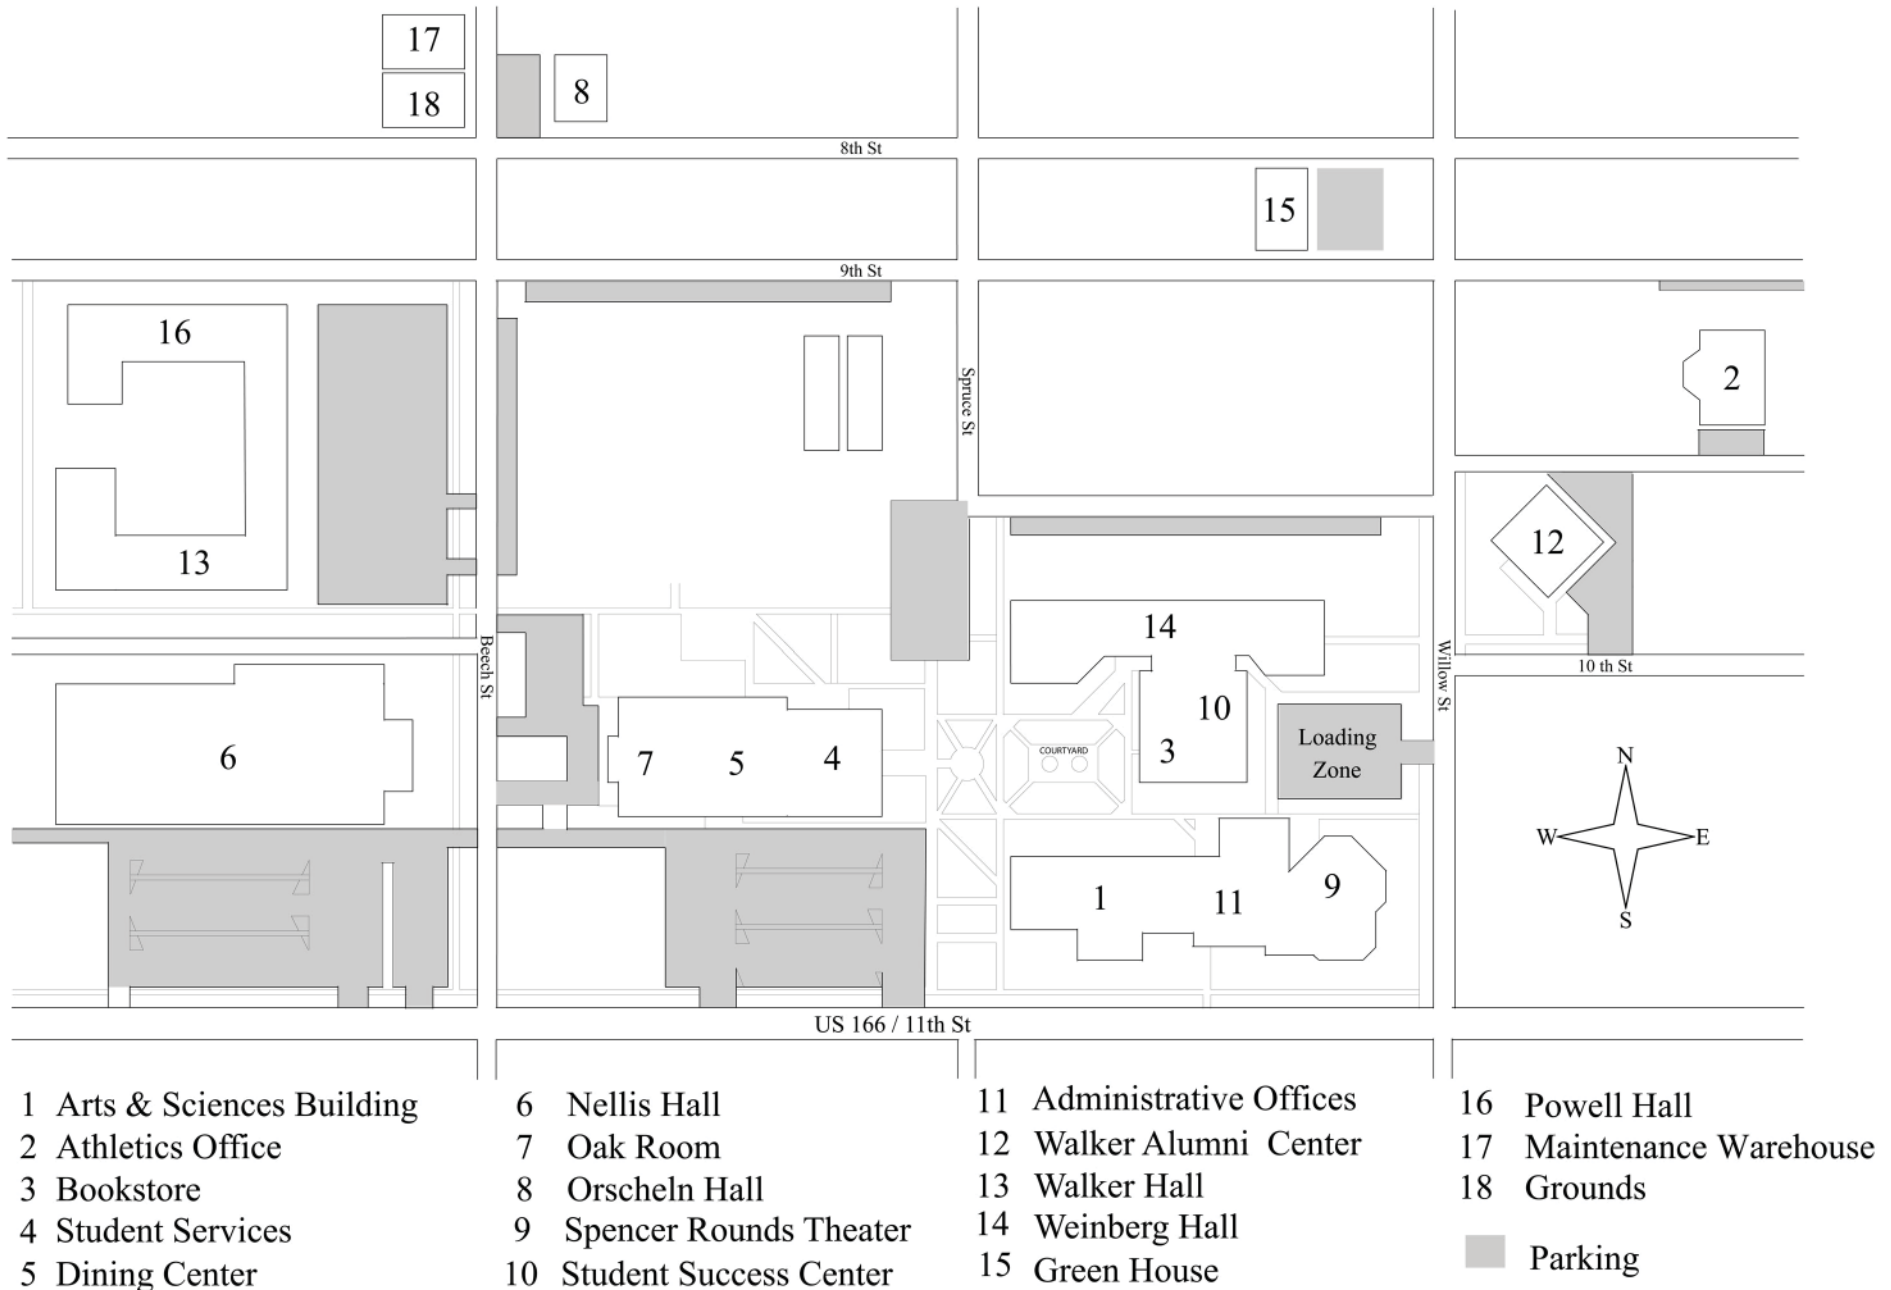 17
18
8
8th St
15
9th St
16
2
Spruce St
13
12
14
Beech St
Willow St
10 th St
10
6
7
5
4
COURTYARD
3
Loading
Zone
N
W
E
S
1
11
9
US 166 / 11th St
1 Arts & Sciences Building
2 Athletics Office
3 Bookstore
4 Student Services
5 Dining Center
6 Nellis Hall
7 Oak Room
8 Orscheln Hall
9 Spencer Rounds Theater
10 Student Success Center
11 Administrative Offices
12 Walker Alumni Center
13 Walker Hall
14 Weinberg Hall
15 Green House
16 Powell Hall
17 Maintenance Warehouse
18 Grounds
Parking